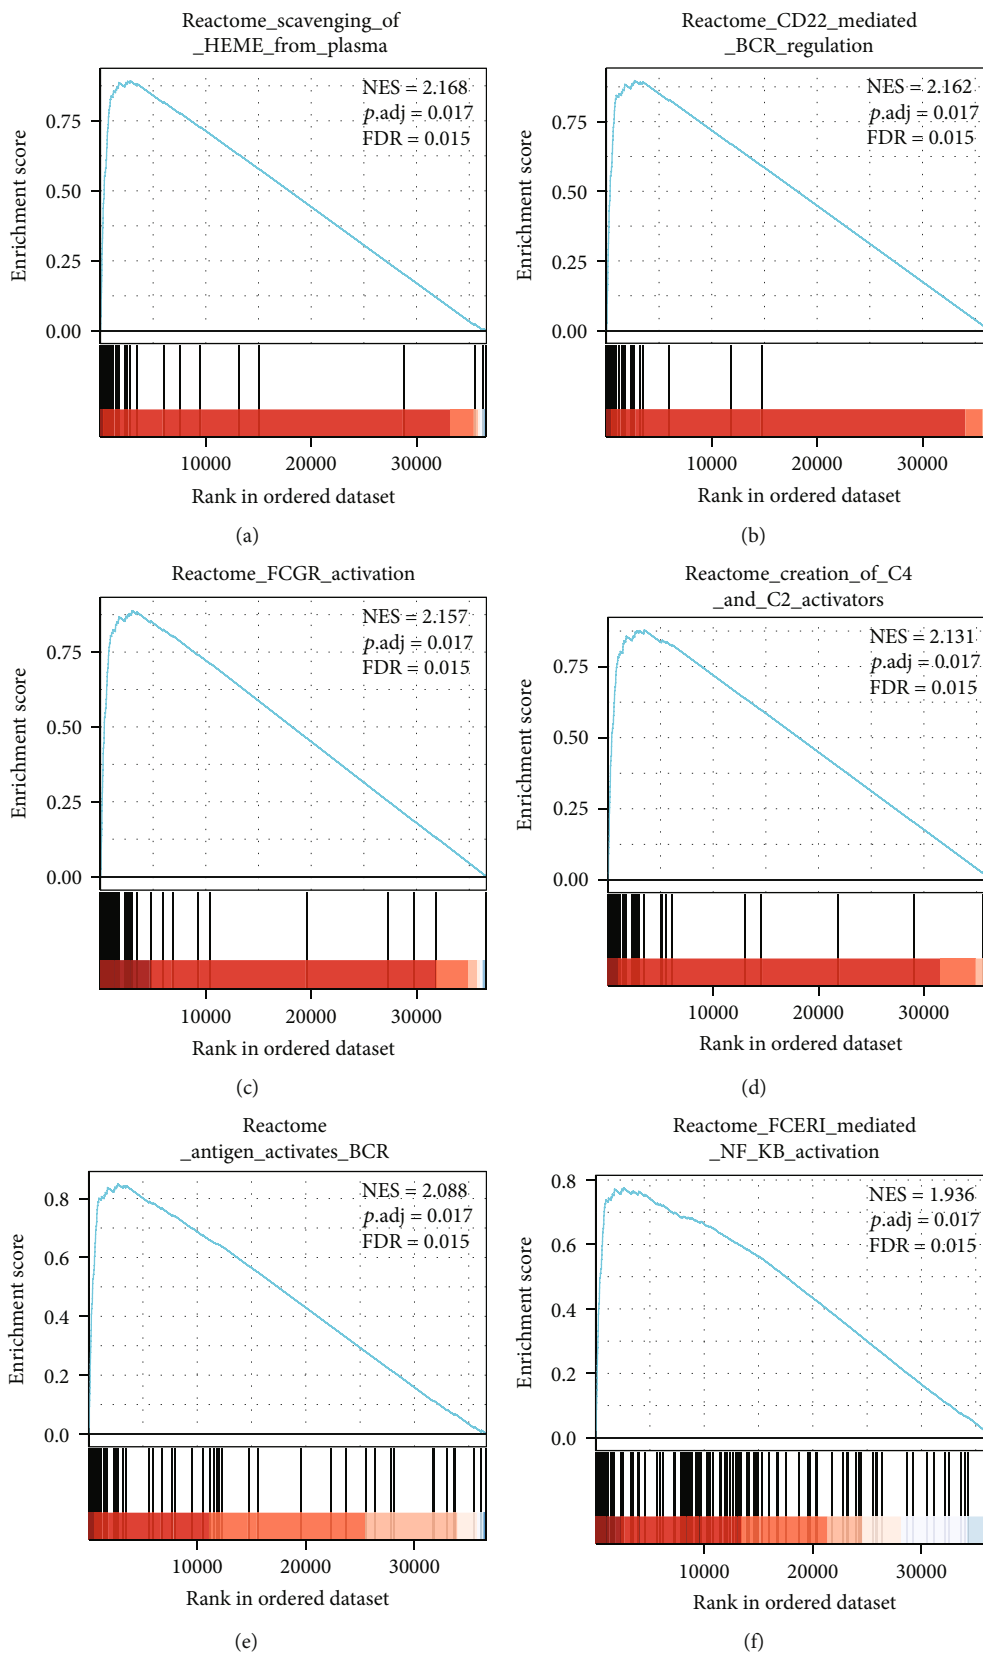 Reactome_scavenging_of
_HEME_from_plasma
NES = 2.168
p.adj = 0.017
FDR = 0.015
Enrichment score
0.75
0.50
0.25
0.00
10000 20000 30000
Rank in ordered dataset
(a)
Reactome_CD22_mediated
_BCR_regulation
NES = 2.162
p.adj = 0.017
FDR = 0.015
Enrichment score
0.75
0.50
0.25
0.00
10000 20000 30000
Rank in ordered dataset
(b)
Reactome_FCGR_activation
NES = 2.157
p.adj = 0.017
FDR = 0.015
Enrichment score
0.75
0.50
0.25
0.00
10000 20000 30000
Rank in ordered dataset
(c)
Reactome_creation_of_C4
_and_C2_activators
NES = 2.131
p.adj = 0.017
FDR = 0.015
Enrichment score
0.75
0.50
0.25
0.00
10000 20000 30000
Rank in ordered dataset
(d)
Reactome
_antigen_activates_BCR
NES = 2.088
p.adj = 0.017
FDR = 0.015
Enrichment score
0.8
0.6
0.4
0.2
0.0
10000 20000 30000
Rank in ordered dataset
(e)
Reactome_FCERI_mediated
_NF_KB_activation
NES = 1.936
p.adj = 0.017
FDR = 0.015
Enrichment score
0.8
0.6
0.4
0.2
0.0
10000 20000 30000
Rank in ordered dataset
(f)